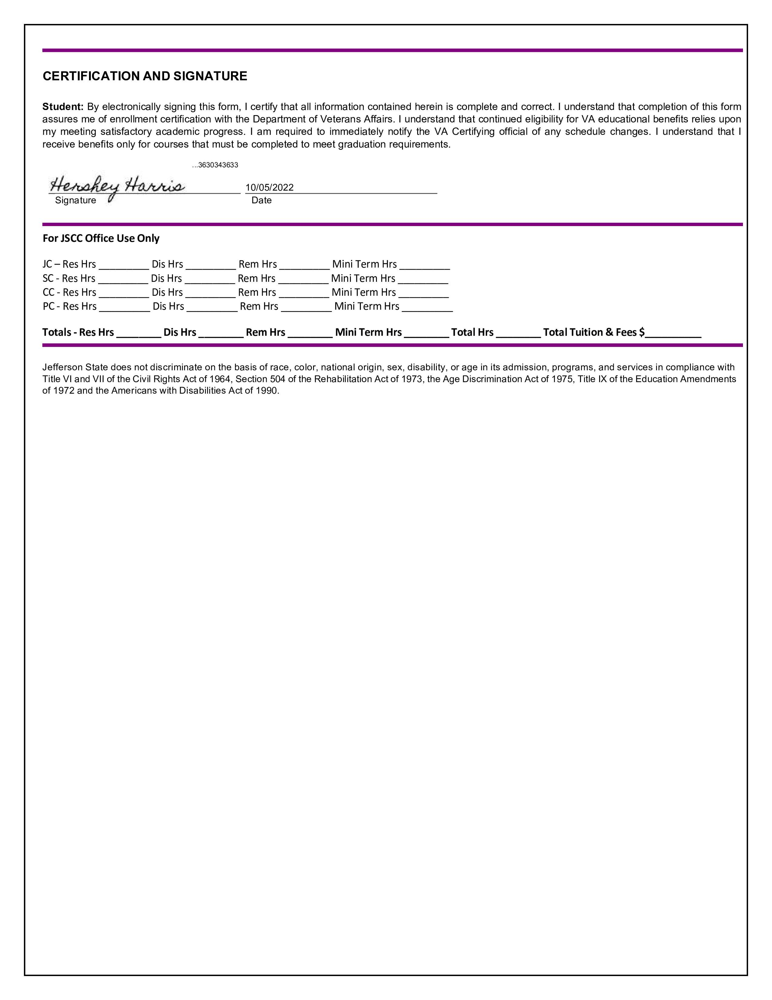 CERTIFICATION AND SIGNATURE
Student: By electronically signing this form, I certify that all information contained herein is complete and correct. I understand that completion of this form
assures me of enrollment certification with the Department of Veterans Affairs. I understand that continued eligibility for VA educational benefits relies upon
my meeting satisfactory academic progress. I am required to immediately notify the VA Certifying official of any schedule changes. I understand that I
receive benefits only for courses that must be completed to meet graduation requirements.
...3630343633
Hershey Harris 10/05/2022
Signature Date
For JSCC Office Use Only
JC – Res Hrs _________ Dis Hrs _________ Rem Hrs _________ Mini Term Hrs _________
SC - Res Hrs _________ Dis Hrs _________ Rem Hrs _________ Mini Term Hrs _________
CC - Res Hrs _________ Dis Hrs _________ Rem Hrs _________ Mini Term Hrs _________
PC - Res Hrs _________ Dis Hrs _________ Rem Hrs _________ Mini Term Hrs _________
Totals - Res Hrs ________ Dis Hrs ________ Rem Hrs ________ Mini Term Hrs ________ Total Hrs ________ Total Tuition & Fees $__________
Jefferson State does not discriminate on the basis of race, color, national origin, sex, disability, or age in its admission, programs, and services in compliance with
Title VI and VII of the Civil Rights Act of 1964, Section 504 of the Rehabilitation Act of 1973, the Age Discrimination Act of 1975, Title IX of the Education Amendments
of 1972 and the Americans with Disabilities Act of 1990.